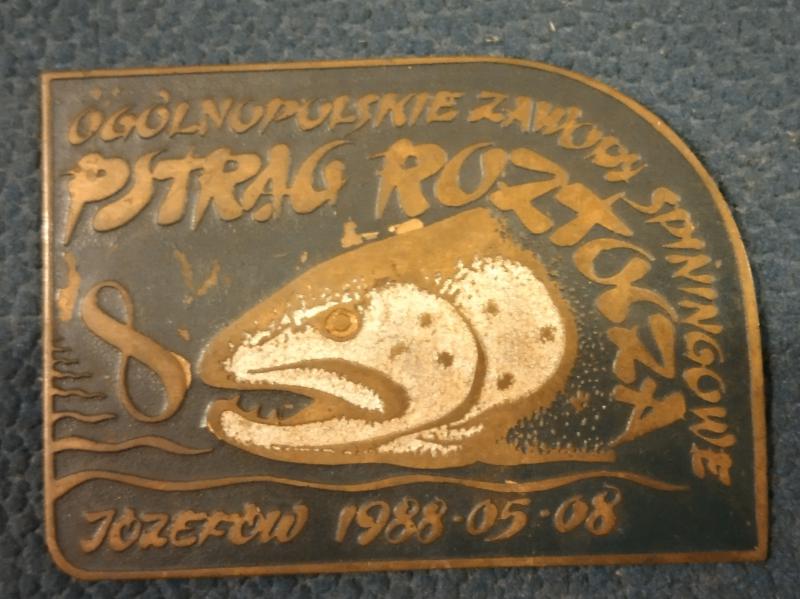 OGÓLNOPOLSKIE ZAWODY SPININGOWE
PSTRĄG ROZTOCZA
8
JÓZEFÓW 1988-05-08